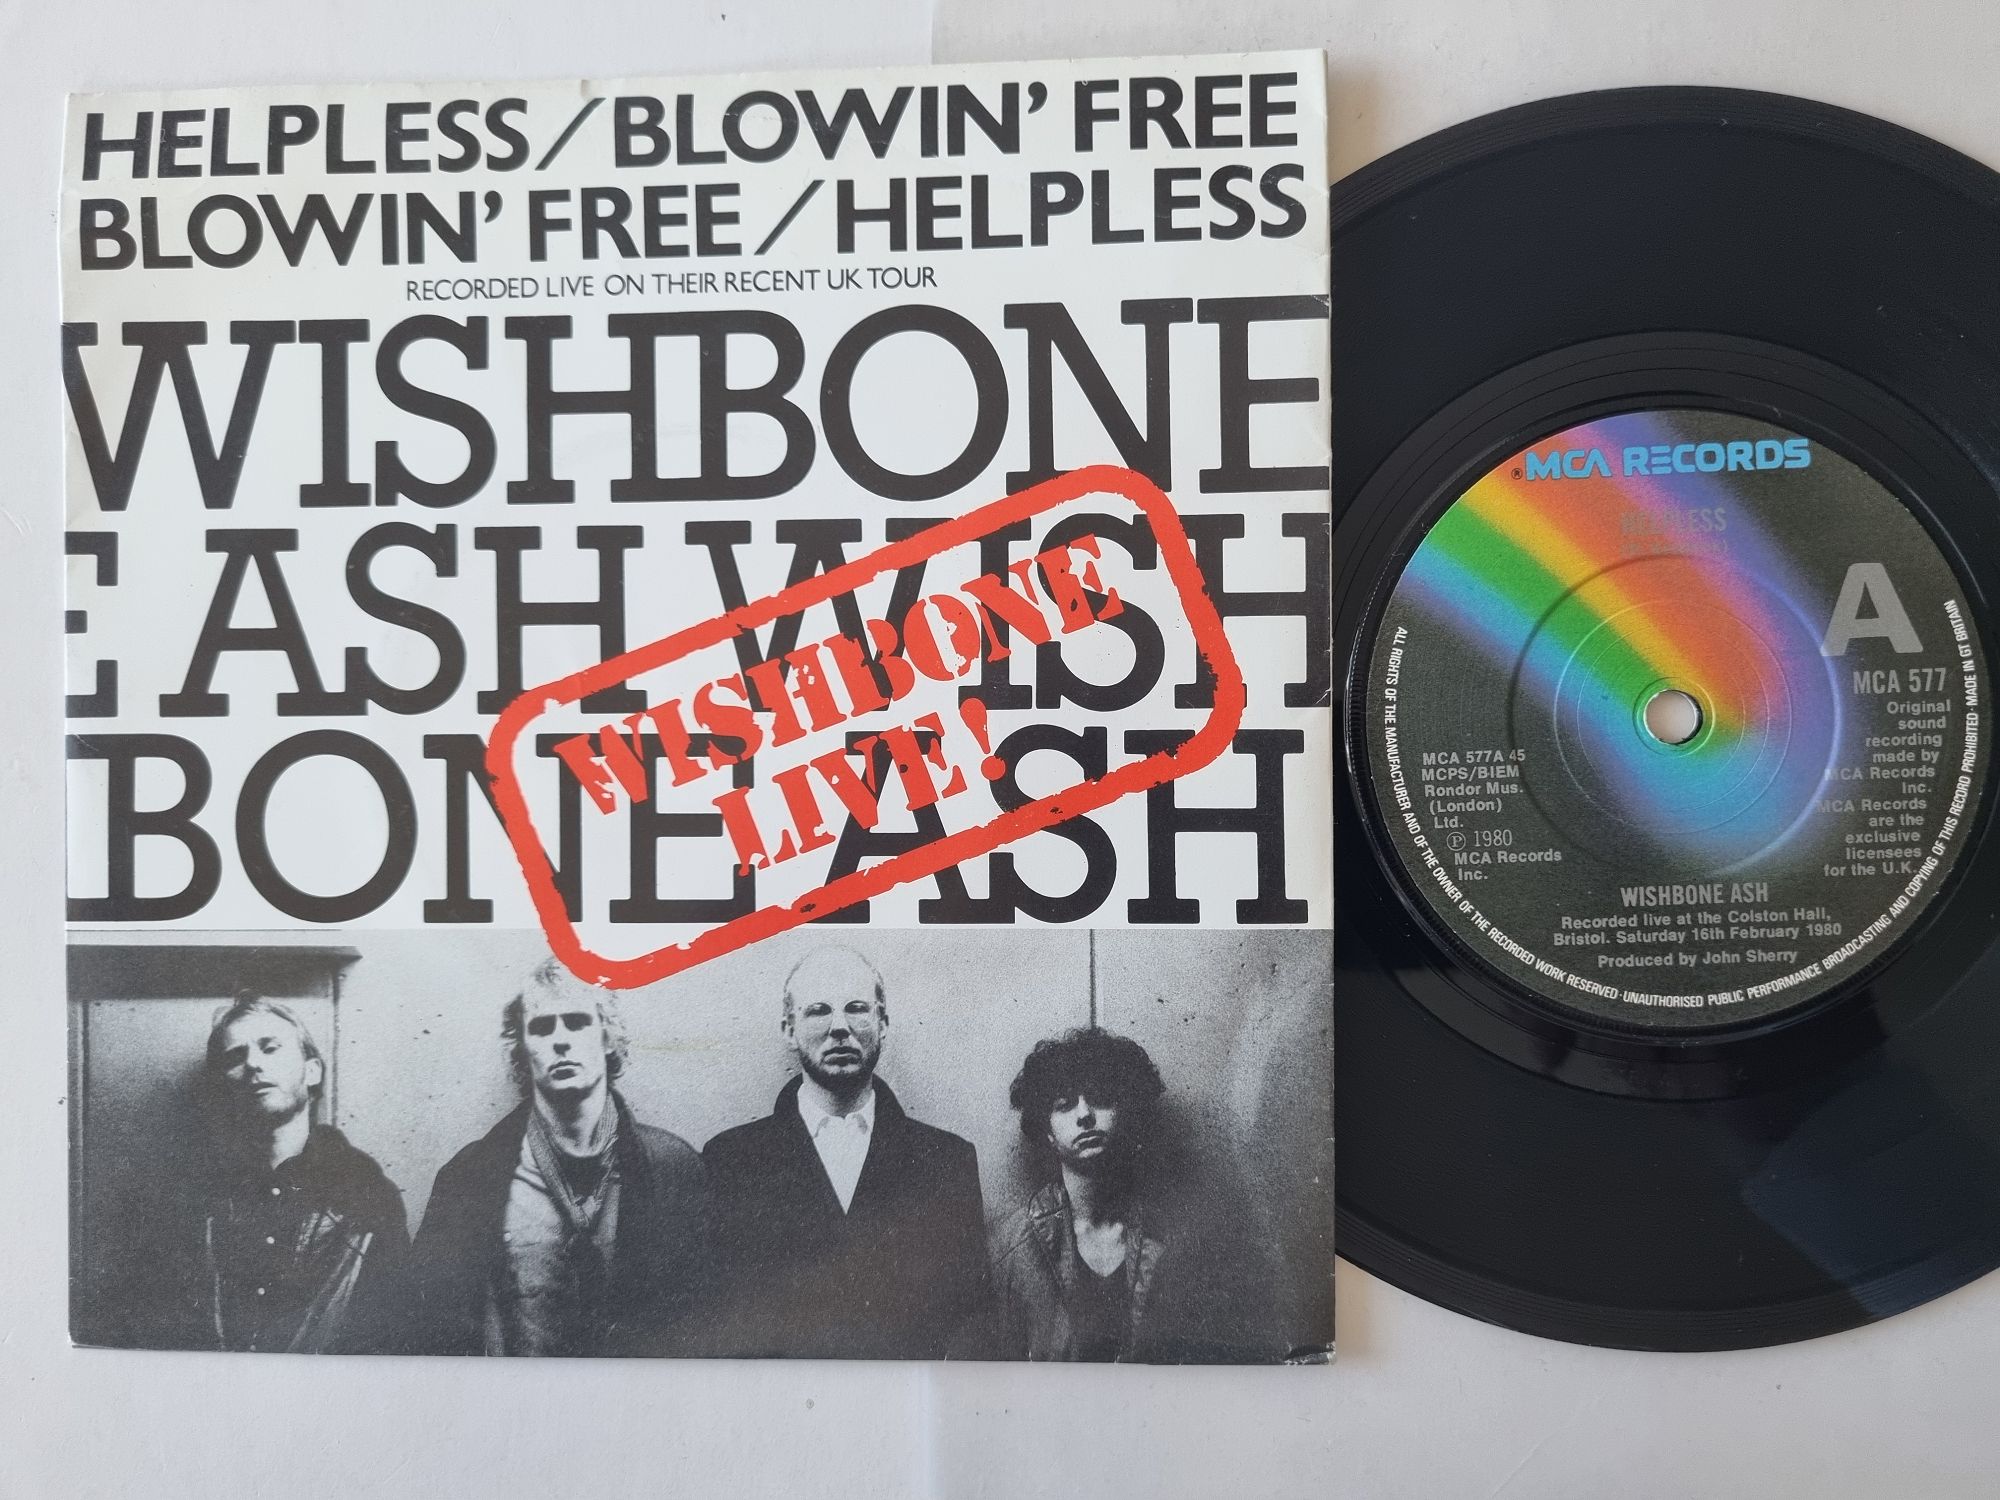 HELPLESS/BLOWIN' FREE
BLOWIN' FREE/HELPLESS
RECORDED LIVE ON THEIR RECENT UK TOUR
WISHBONE
E ASH WISH
BONE ASH
WISHBONE
LIVE!
® MCA RECORDS
HELPLESS
A
MCA 577
Original
sound
recording
made by
MCA Records
Inc.
MCA Records
are the
exclusive
licensees
for the U.K.
MCA 577A 45
MCPS/BIEM
Rondor Mus.
(London)
Ltd.
℗ 1980
MCA Records
Inc.
WISHBONE ASH
Recorded live at the Colston Hall,
Bristol. Saturday 16th February 1980
Produced by John Sherry
ALL RIGHTS OF THE MANUFACTURER AND OF THE OWNER OF THE RECORDED WORK RESERVED·UNAUTHORISED PUBLIC PERFORMANCE BROADCASTING AND COPYING OF THIS RECORD PROHIBITED·MADE IN GT BRITAIN